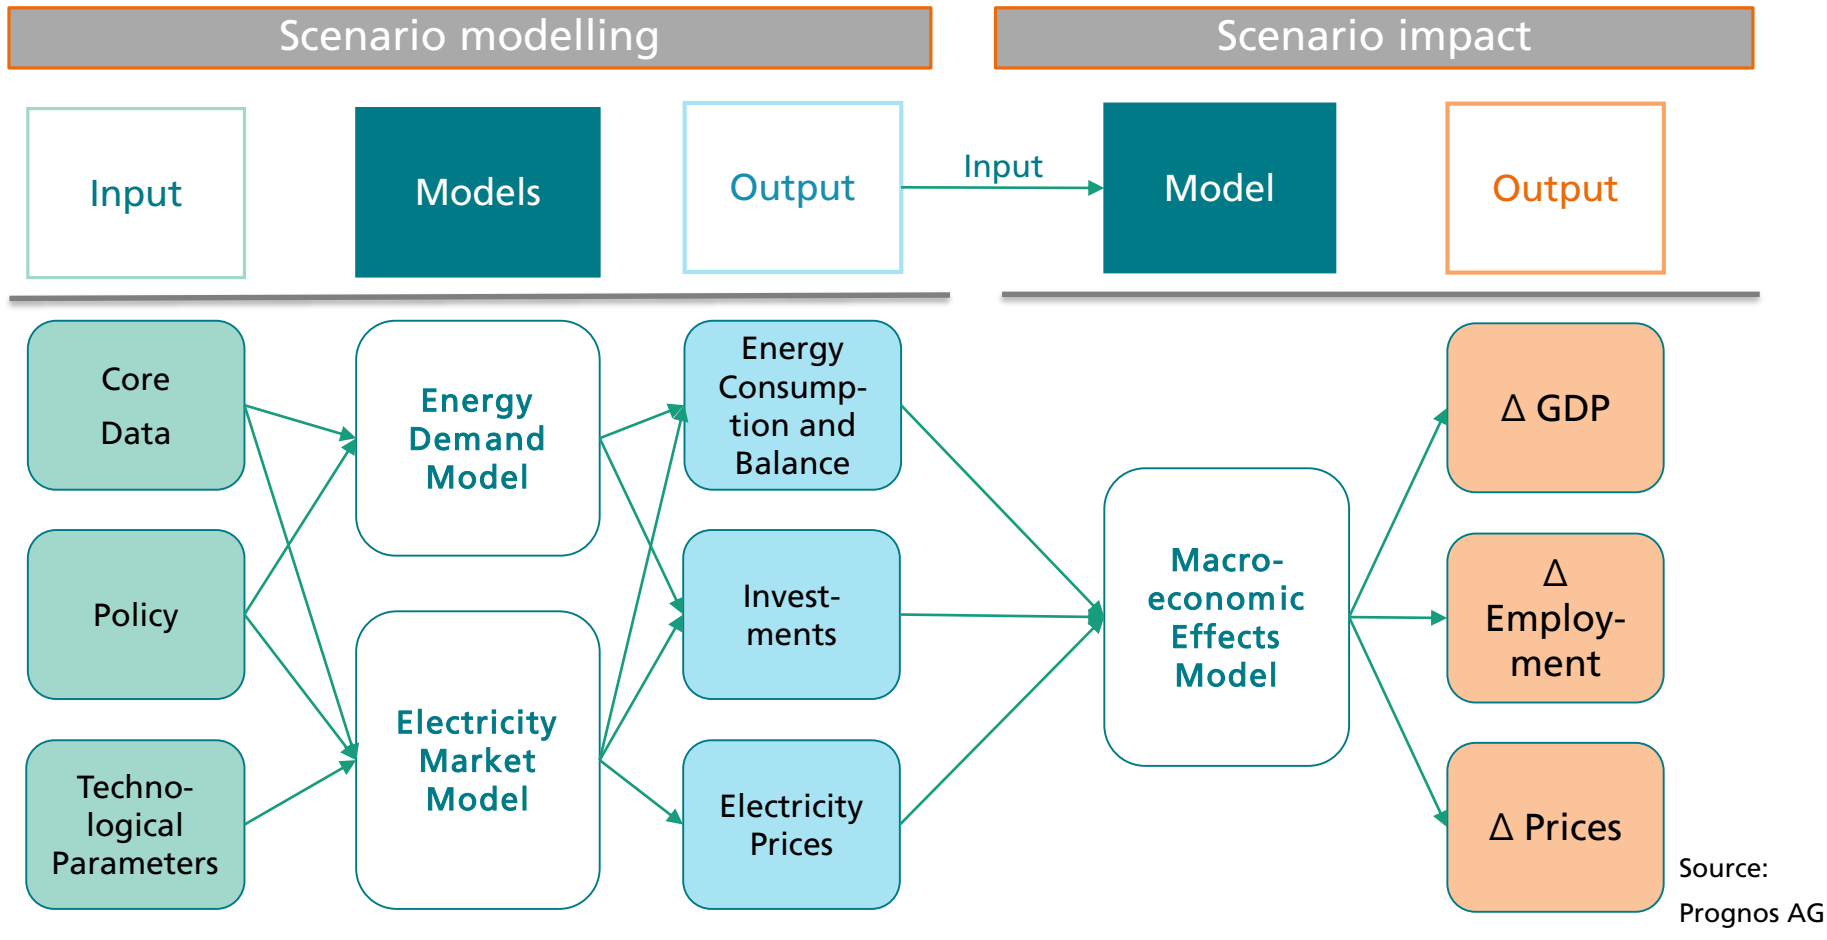 Scenario modelling
Scenario impact
Input
Models
Output
Input
Model
Output
Core
Data
Policy
Techno-
logical
Parameters
Energy
Demand
Model
Electricity
Market
Model
Energy
Consump-
tion and
Balance
Invest-
ments
Electricity
Prices
Macro-
economic
Effects
Model
Δ GDP
Δ
Employ-
ment
Δ Prices
Source:
Prognos AG